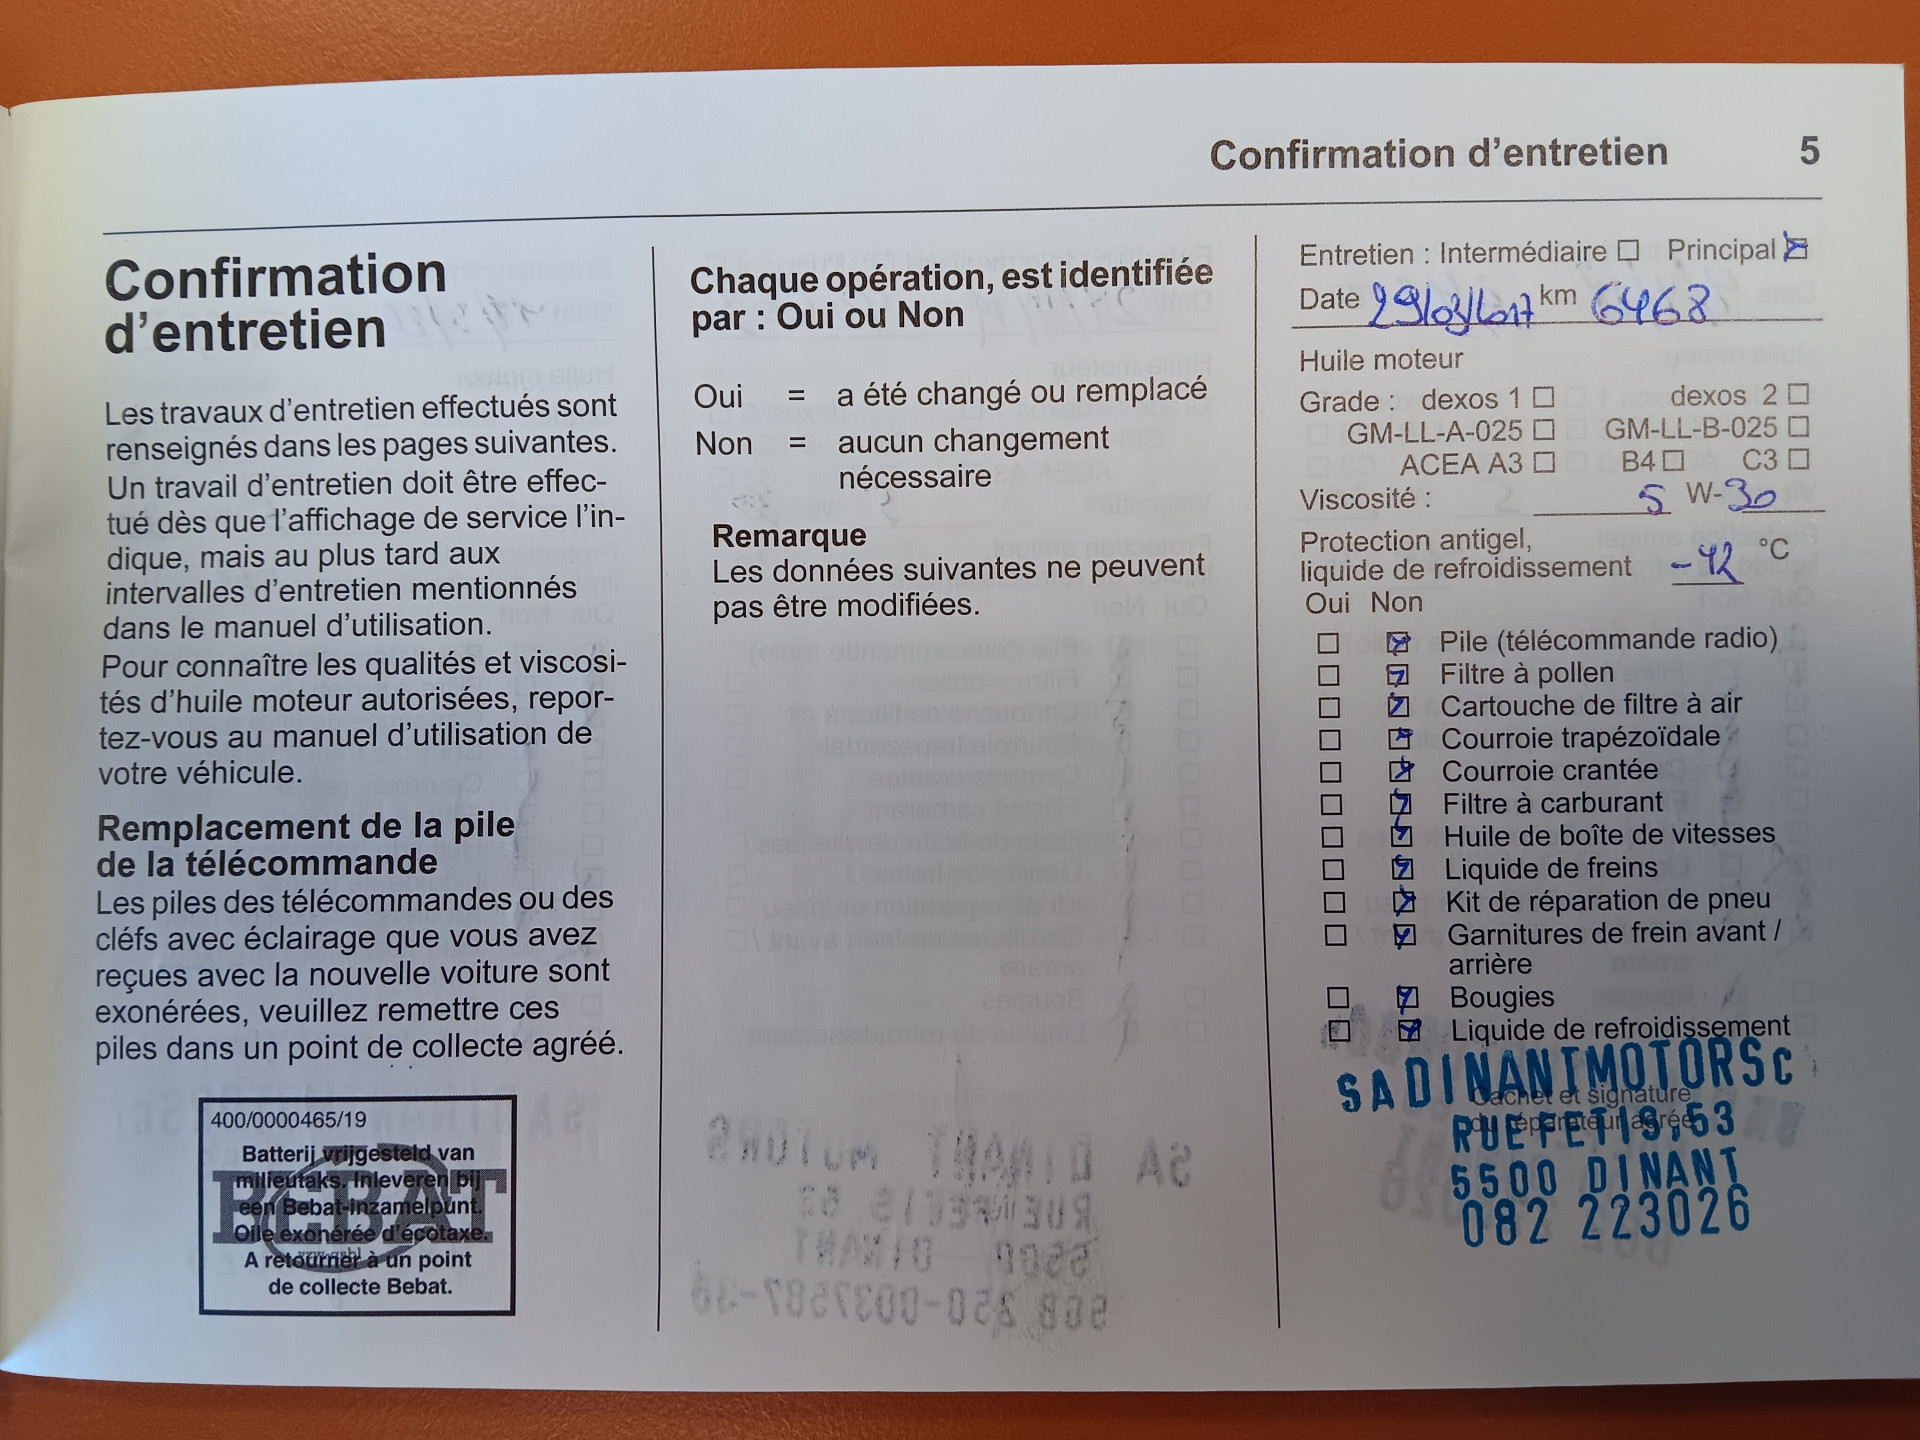 Confirmation d'entretien 5
Confirmation
d'entretien
Les travaux d'entretien effectués sont
renseignés dans les pages suivantes.
Un travail d'entretien doit être effec-
tué dès que l'affichage de service l'in-
dique, mais au plus tard aux
intervalles d'entretien mentionnés
dans le manuel d'utilisation.
Pour connaître les qualités et viscosi-
tés d'huile moteur autorisées, repor-
tez-vous au manuel d'utilisation de
votre véhicule.
Remplacement de la pile
de la télécommande
Les piles des télécommandes ou des
cléfs avec éclairage que vous avez
reçues avec la nouvelle voiture sont
exonérées, veuillez remettre ces
piles dans un point de collecte agréé.
400/0000465/19
BEBAT
Batterij vrijgesteld van
milieutaks. Inleveren bij
een Bebat-inzamelpunt.
Oile exonérée d'écotaxe.
A retourner à un point
de collecte Bebat.
Chaque opération, est identifiée
par : Oui ou Non
Oui = a été changé ou remplacé
Non = aucun changement
nécessaire
Remarque
Les données suivantes ne peuvent
pas être modifiées.
Entretien : Intermédiaire ☐ Principal ☒
Date 29/03/2017 km 6468
Huile moteur
Grade : dexos 1 ☐ dexos 2 ☐
GM-LL-A-025 ☐ GM-LL-B-025 ☐
ACEA A3 ☐ B4 ☐ C3 ☐
Viscosité : 5 W-30
Protection antigel,
liquide de refroidissement -42 °C
Oui Non
☐ ☒ Pile (télécommande radio)
☐ ☒ Filtre à pollen
☐ ☒ Cartouche de filtre à air
☐ ☒ Courroie trapézoïdale
☐ ☒ Courroie crantée
☐ ☒ Filtre à carburant
☐ ☒ Huile de boîte de vitesses
☐ ☒ Liquide de freins
☐ ☒ Kit de réparation de pneu
☐ ☒ Garnitures de frein avant /
arrière
☐ ☒ Bougies
☐ ☒ Liquide de refroidissement
SA DINANT MOTORS
Cachet et signature
du réparateur agréé
RUE FETIS, 53
5500 DINANT
082 223026